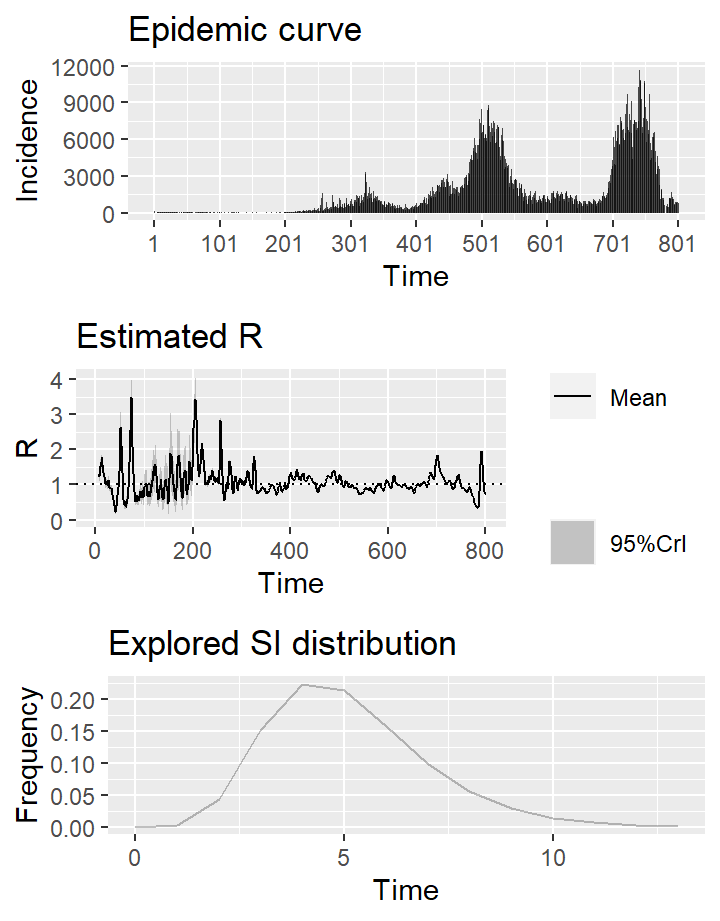 Epidemic curve
12000
9000
6000
3000
0
Incidence
1 101 201 301 401 501 601 701 801
Time
Estimated R
4
3
2
1
0
R
0 200 400 600 800
Time
Mean
95%CrI
Explored SI distribution
0.20
0.15
0.10
0.05
0.00
Frequency
0 5 10
Time